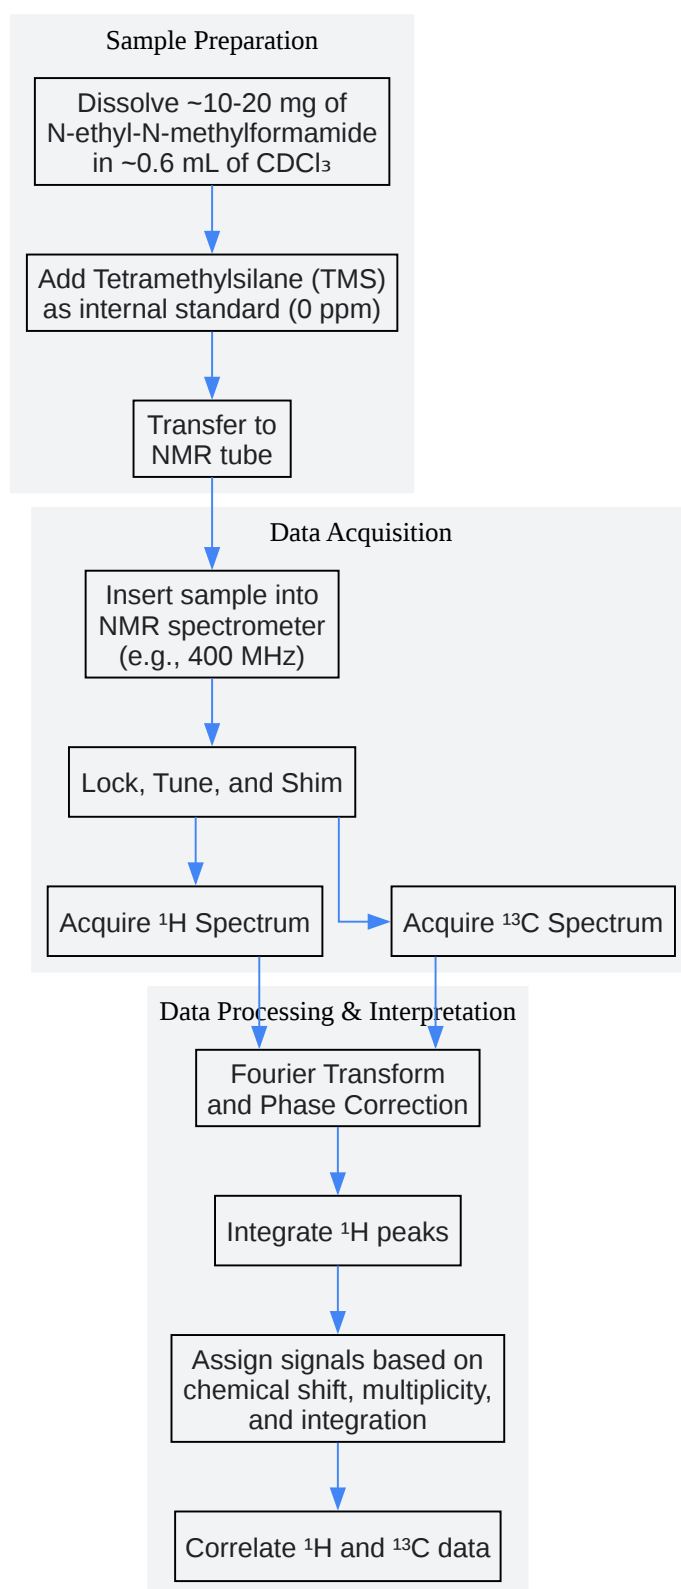 Sample Preparation
Dissolve ~10-20 mg of
N-ethyl-N-methylformamide
in ~0.6 mL of CDCl₃
Add Tetramethylsilane (TMS)
as internal standard (0 ppm)
Transfer to
NMR tube
Data Acquisition
Insert sample into
NMR spectrometer
(e.g., 400 MHz)
Lock, Tune, and Shim
Acquire ¹H Spectrum
Acquire ¹³C Spectrum
Data Processing & Interpretation
Fourier Transform
and Phase Correction
Integrate ¹H peaks
Assign signals based on
chemical shift, multiplicity,
and integration
Correlate ¹H and ¹³C data